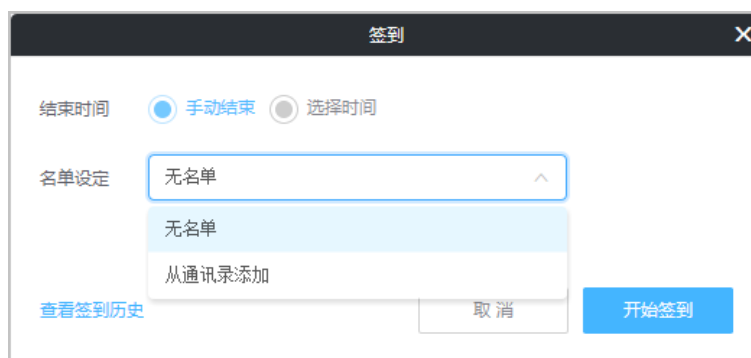 签到
结束时间 手动结束 选择时间
名单设定 无名单
无名单
从通讯录添加
查看签到历史 取消 开始签到